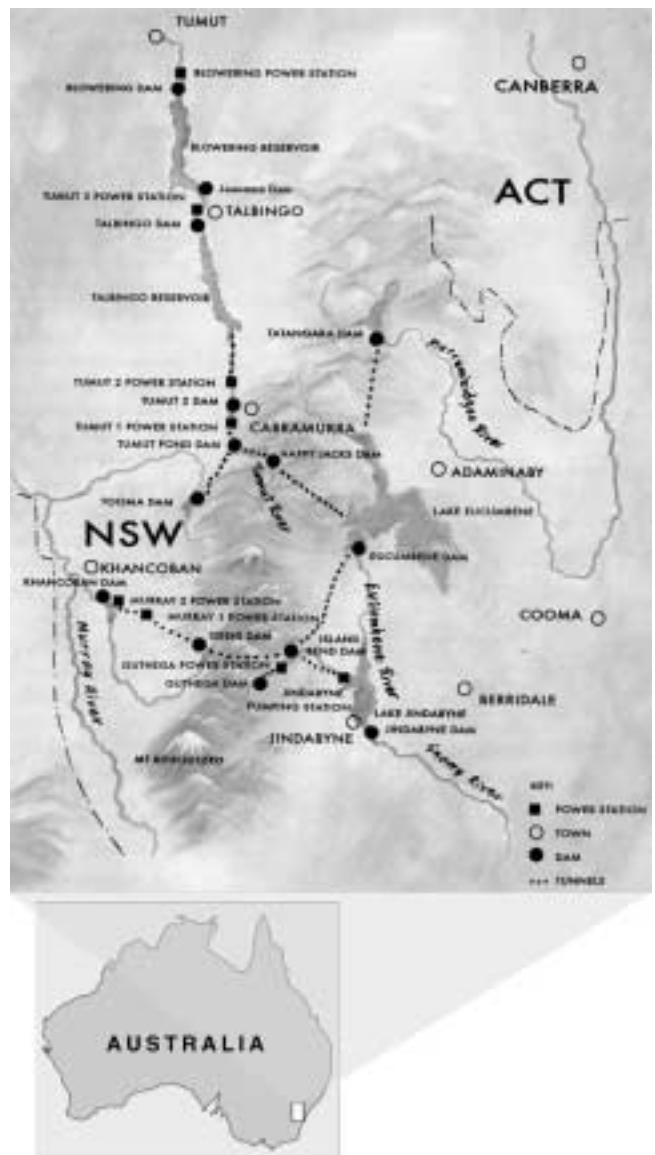 TUMUT
BLOWERING POWER STATION
BLOWERING DAM
CANBERRA
BLOWERING RESERVOIR
ACT
JOUNAMA DAM
TUMUT 3 POWER STATION
TALBINGO
TALBINGO DAM
TALBINGO RESERVOIR
TATANGARA DAM
Murrumbidgee River
TUMUT 2 POWER STATION
TUMUT 2 DAM
TUMUT 1 POWER STATION
CABRAMURRA
TUMUT POND DAM
HAPPY JACKS DAM
ADAMINABY
Tumut River
TOOMA DAM
LAKE EUCUMBENE
NSW
EUCUMBENE DAM
KHANCOBAN
KHANCOBAN DAM
MURRAY 2 POWER STATION
MURRAY 1 POWER STATION
COOMA
Eucumbene River
GEEHI DAM
ISLAND
BEND DAM
Murray River
GUTHEGA POWER STATION
GUTHEGA DAM
JINDABYNE
PUMPING STATION
BERRIDALE
LAKE JINDABYNE
JINDABYNE
JINDABYNE DAM
Snowy River
MT KOSCIUSZKO
KEY:
POWER STATION
TOWN
DAM
TUNNELS
AUSTRALIA